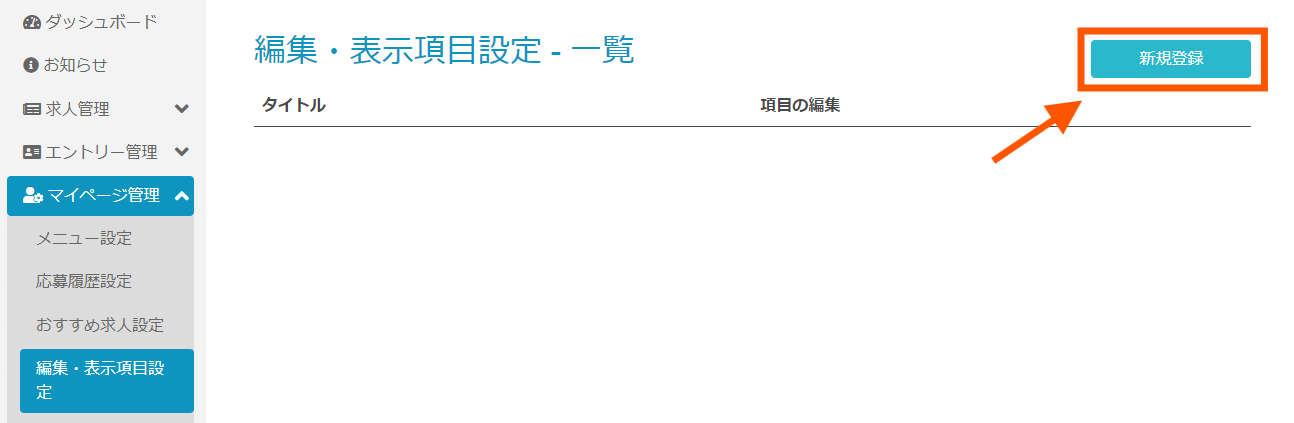 ダッシュボード
お知らせ
求人管理
エントリー管理
マイページ管理
メニュー設定
応募履歴設定
おすすめ求人設定
編集・表示項目設
定
編集・表示項目設定 - 一覧
新規登録
タイトル 項目の編集